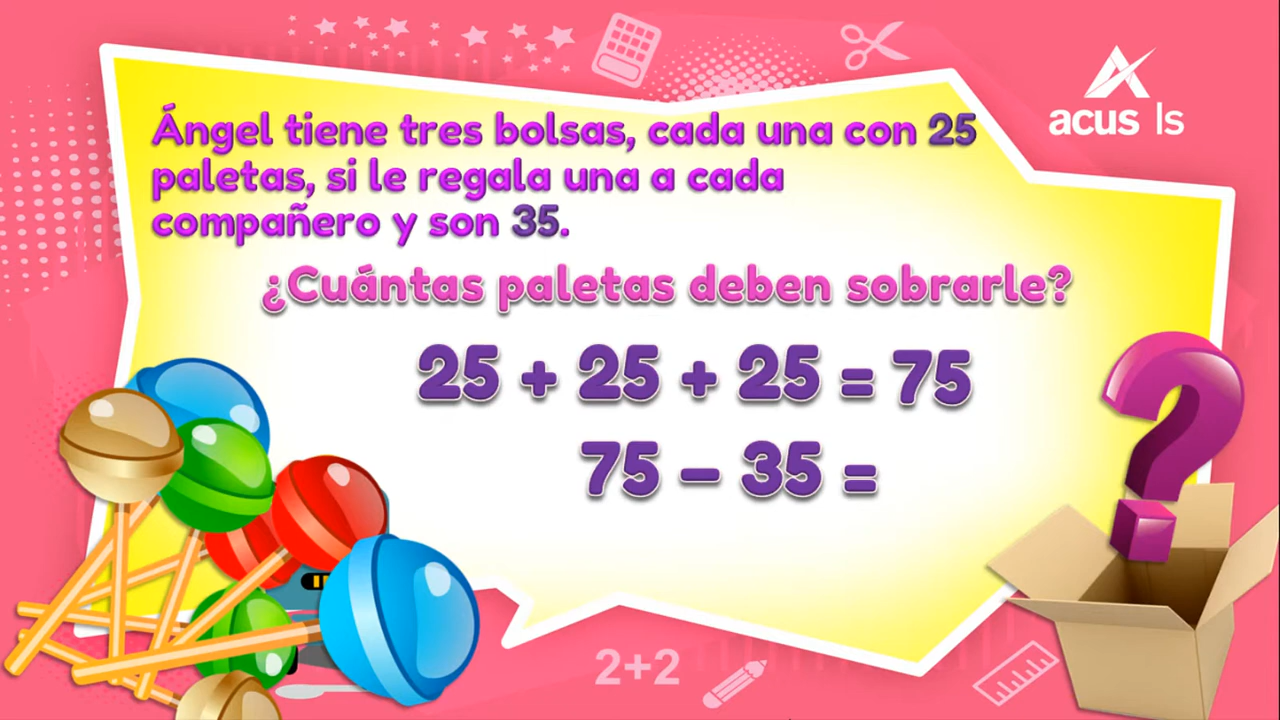 Ángel tiene tres bolsas, cada una con 25
paletas, si le regala una a cada
compañero y son 35.
¿Cuántas paletas deben sobrarle?
25 + 25 + 25 = 75
75 – 35 =
acus ls
2+2